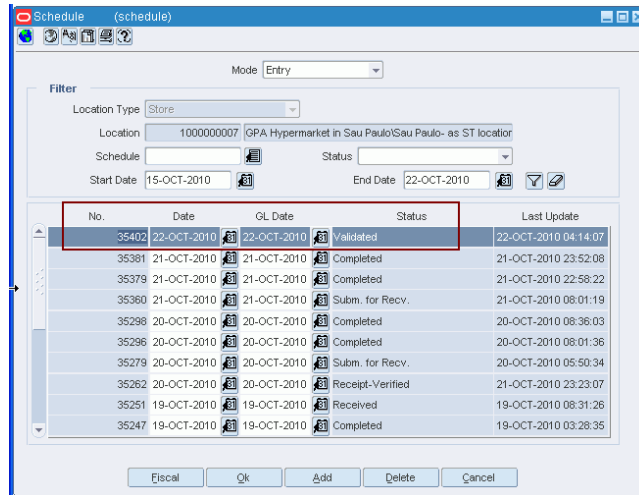 Schedule (schedule)
Mode Entry
Filter
Location Type Store
Location 1000000007 GPA Hypermarket in Sau Paulo\Sau Paulo- as ST location
Schedule Status
Start Date 15-OCT-2010 End Date 22-OCT-2010
No. Date GL Date Status Last Update
35402 22-OCT-2010 22-OCT-2010 Validated 22-OCT-2010 04:14:07
35381 21-OCT-2010 21-OCT-2010 Completed 21-OCT-2010 23:52:08
35379 21-OCT-2010 21-OCT-2010 Completed 21-OCT-2010 22:58:22
35360 21-OCT-2010 21-OCT-2010 Subm. for Recv. 21-OCT-2010 08:01:19
35298 20-OCT-2010 20-OCT-2010 Completed 20-OCT-2010 08:36:03
35296 20-OCT-2010 20-OCT-2010 Completed 20-OCT-2010 08:01:36
35279 20-OCT-2010 20-OCT-2010 Subm. for Recv. 20-OCT-2010 05:50:34
35262 20-OCT-2010 20-OCT-2010 Receipt-Verified 21-OCT-2010 23:23:07
35251 19-OCT-2010 19-OCT-2010 Received 19-OCT-2010 08:31:26
35247 19-OCT-2010 19-OCT-2010 Completed 19-OCT-2010 03:28:35
Fiscal Ok Add Delete Cancel